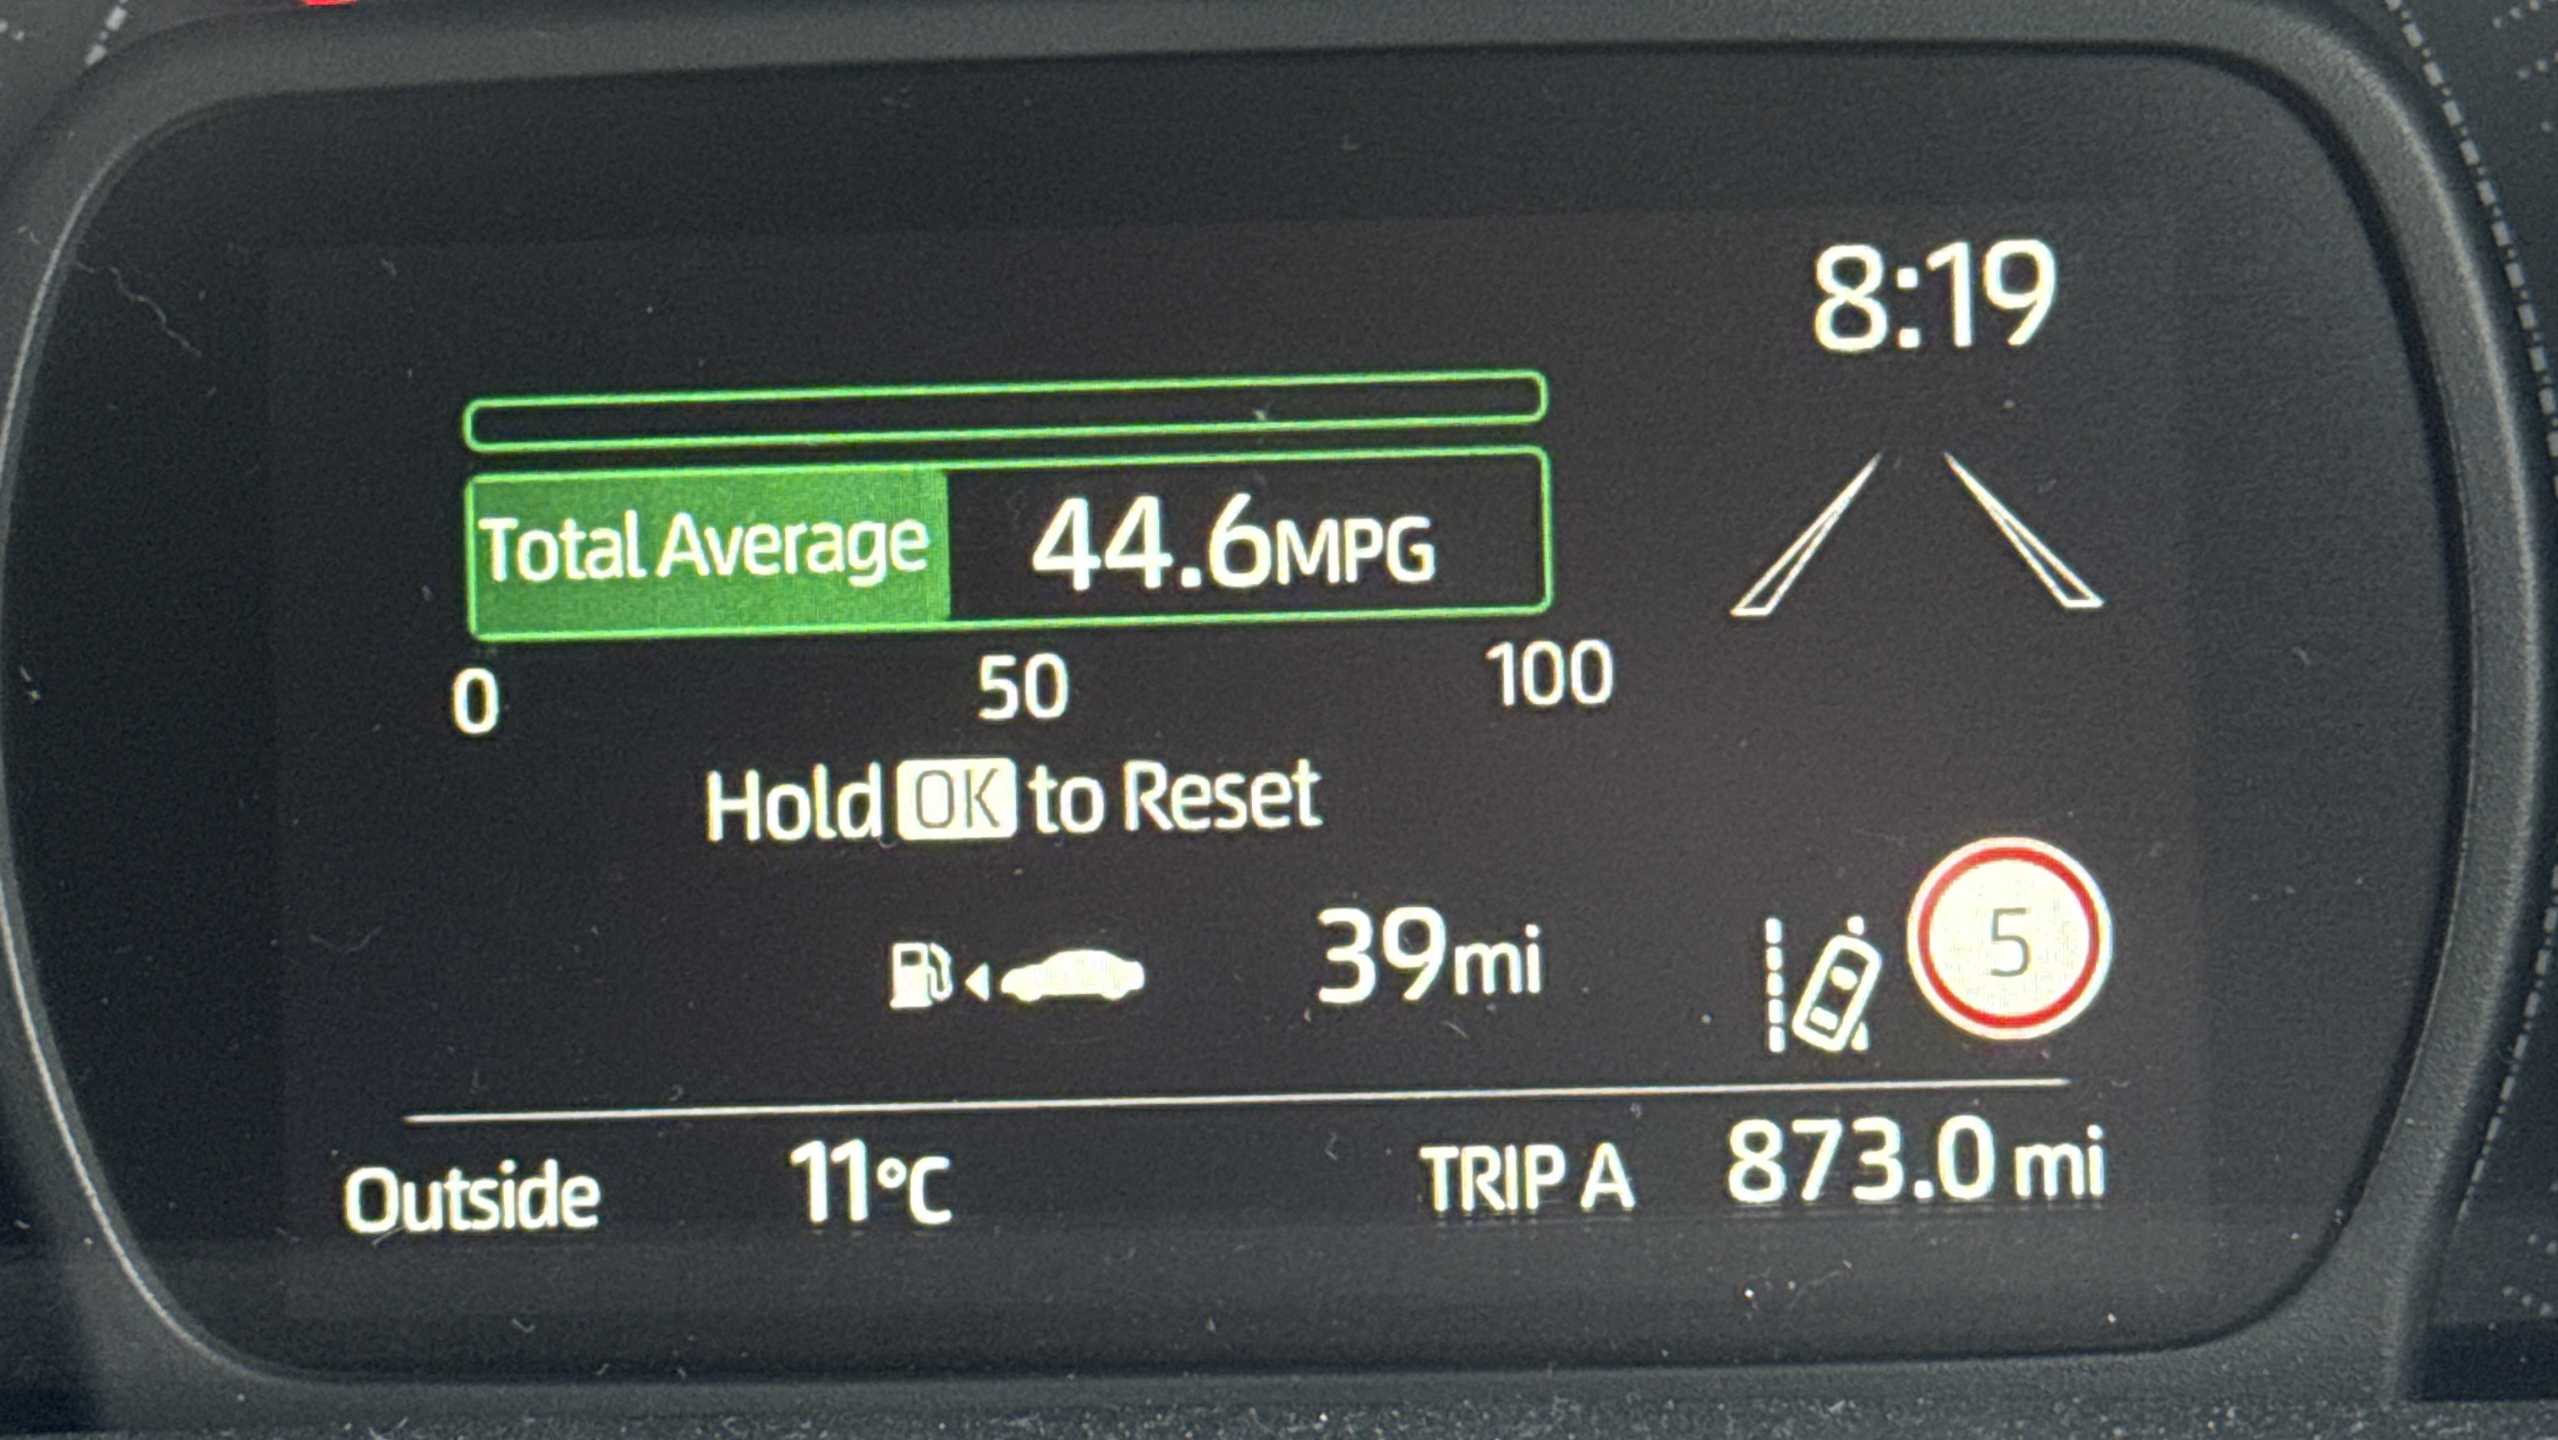 8:19
Total Average 44.6MPG
0 50 100
Hold OK to Reset
39mi
5
Outside 11°C TRIP A 873.0 mi